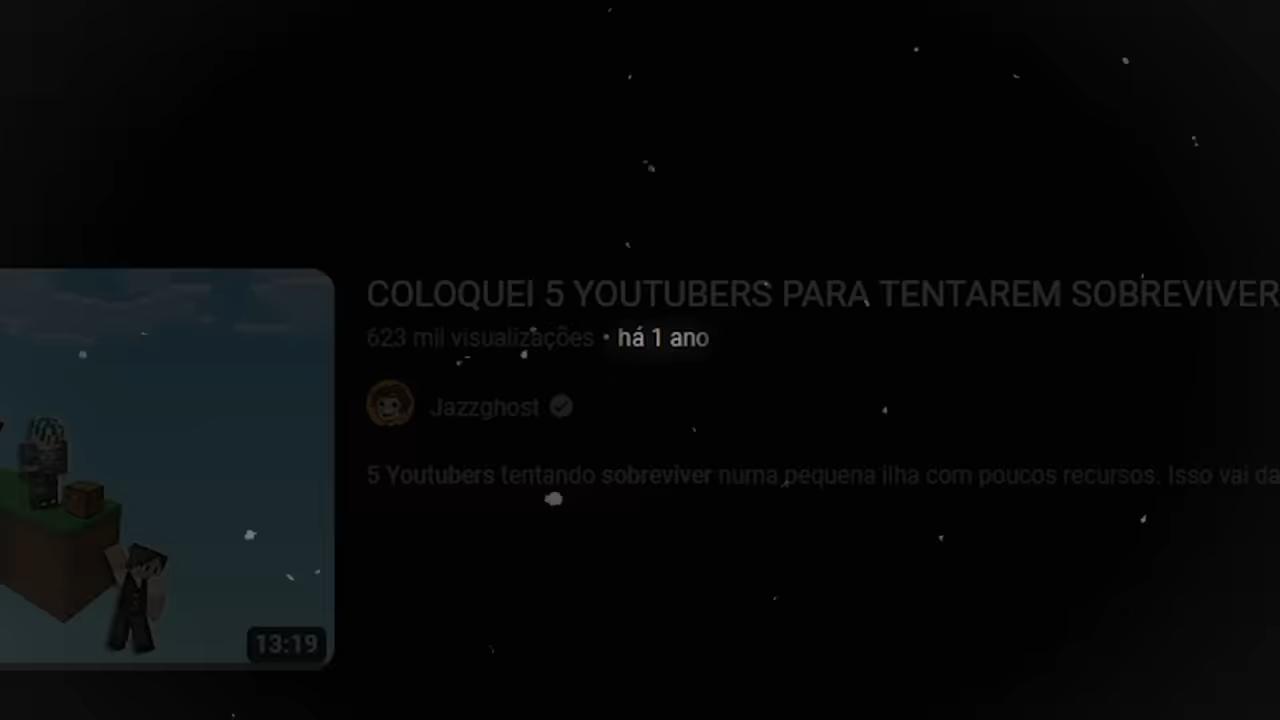 COLOQUEI 5 YOUTUBERS PARA TENTAREM SOBREVIVER
623 mil visualizações • há 1 ano
Jazzghost
5 Youtubers tentando sobreviver numa pequena ilha com poucos recursos. Isso vai da
13:19